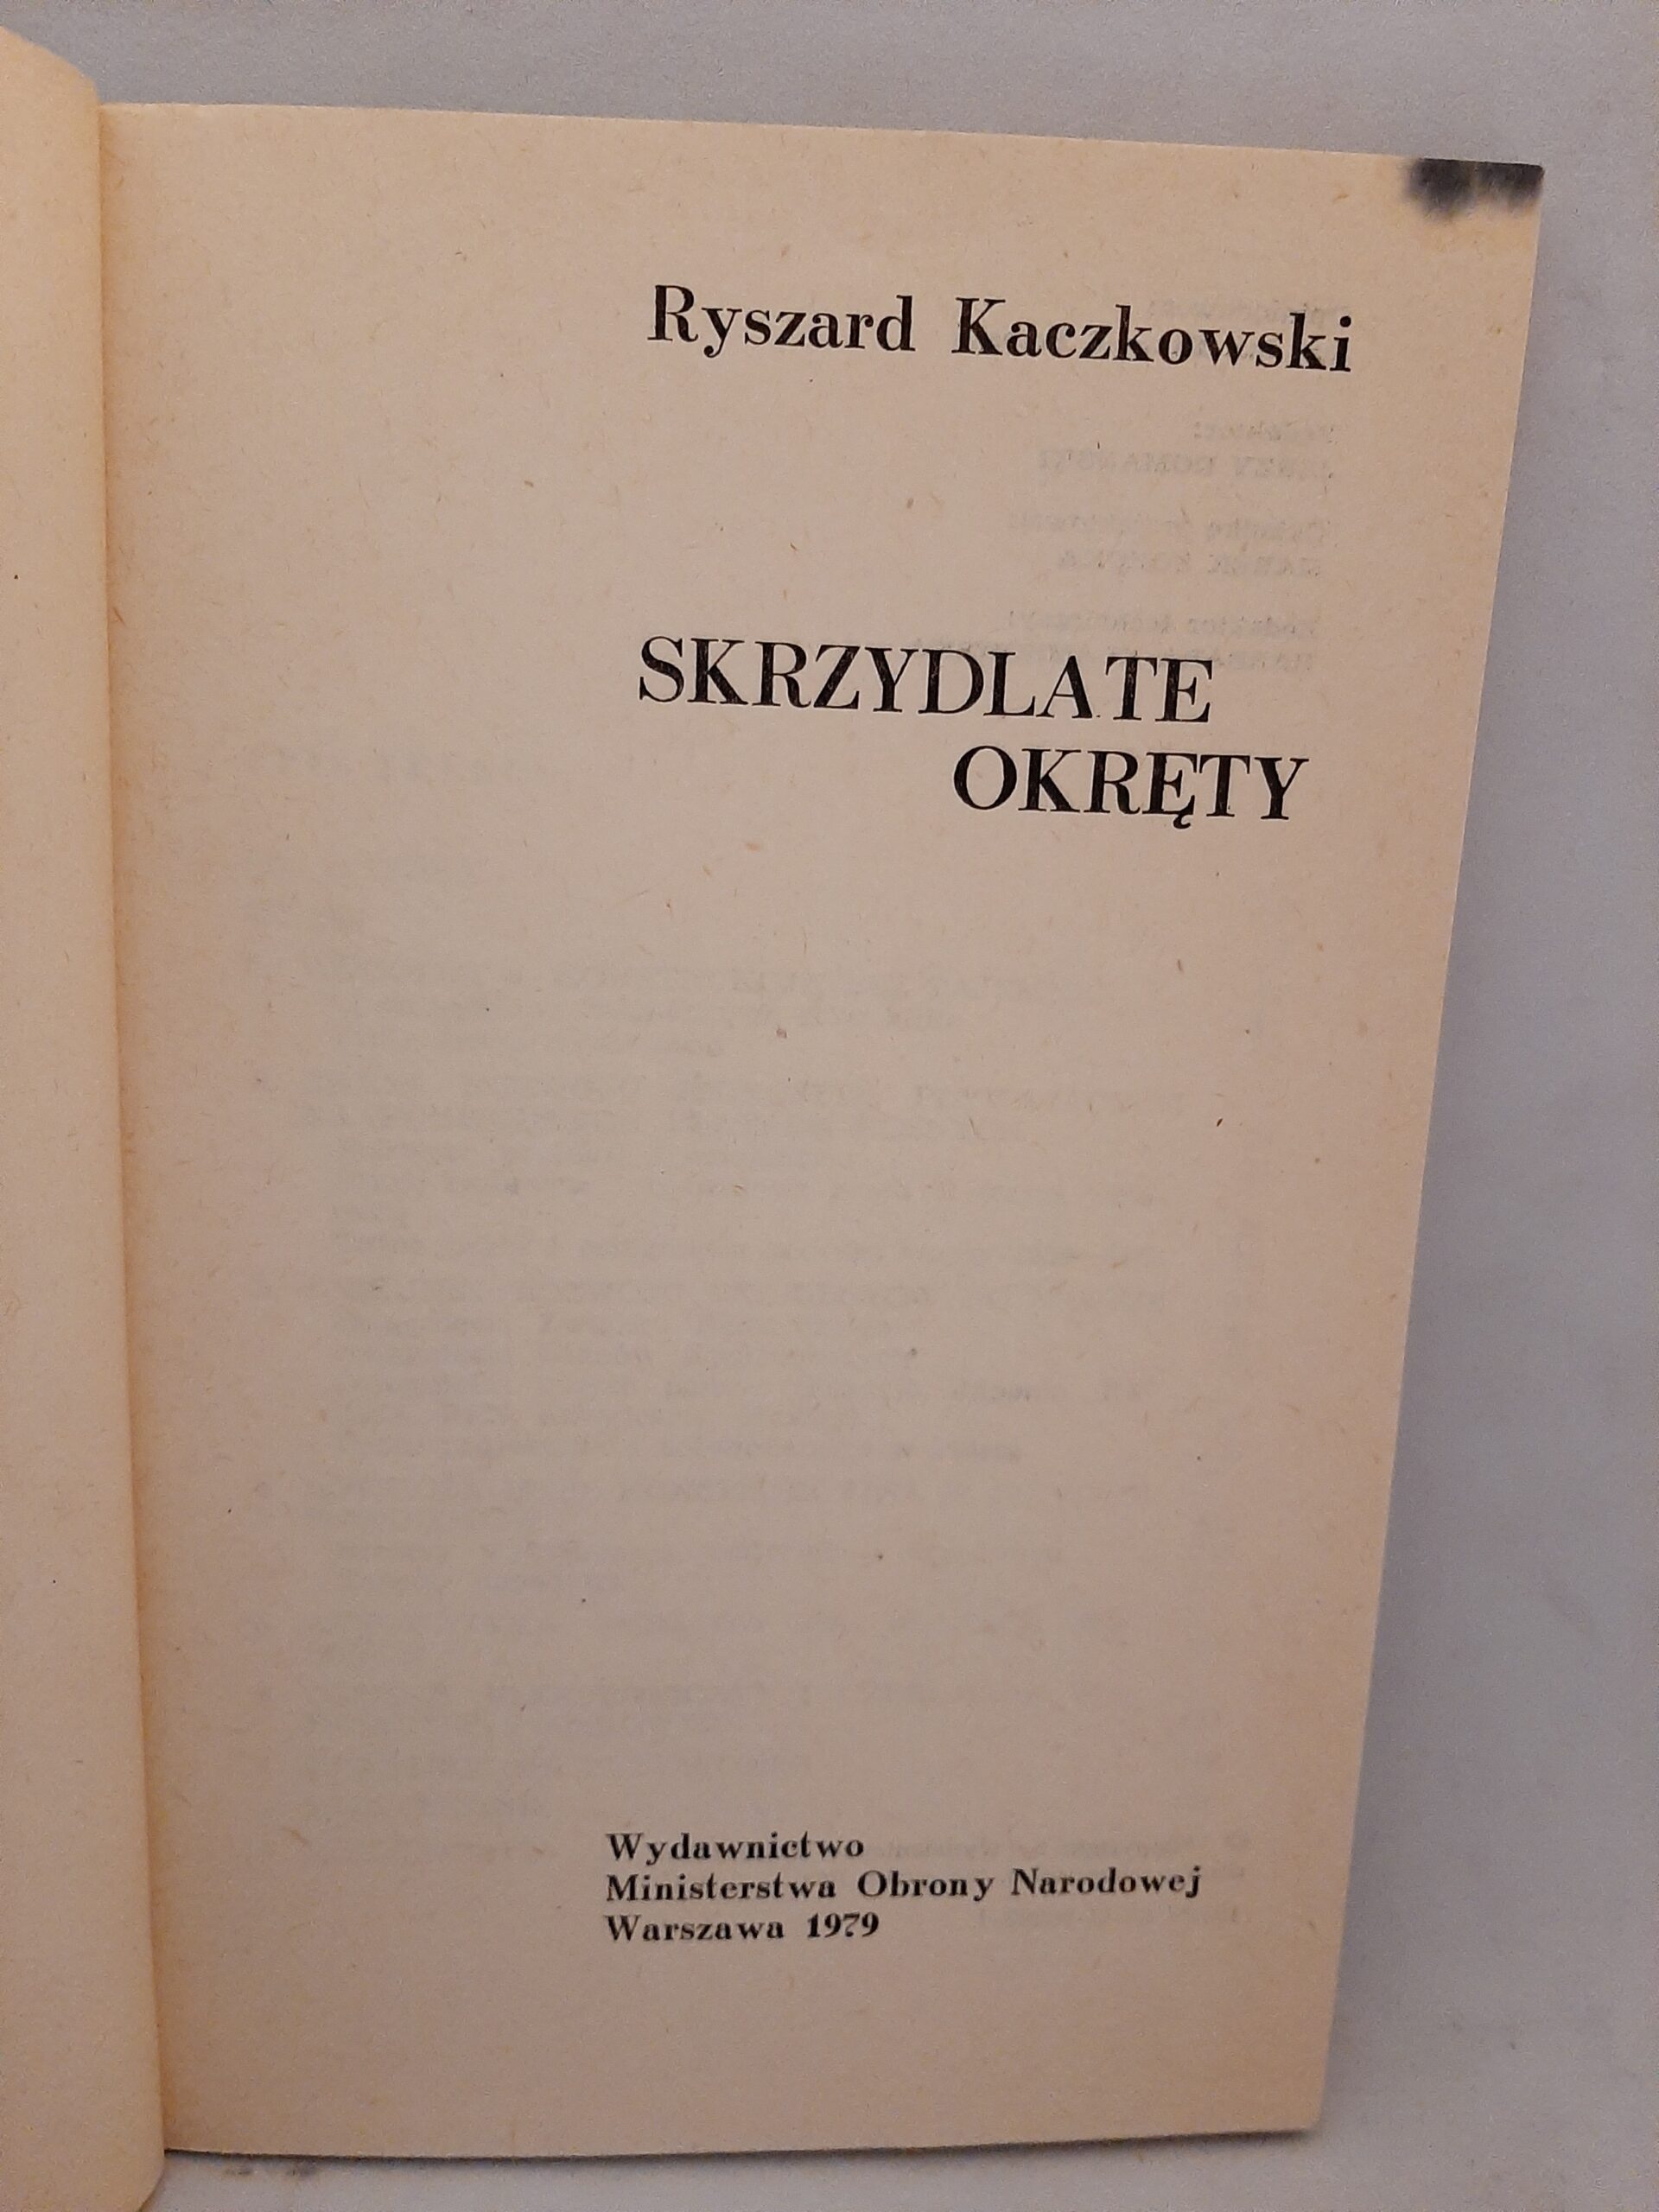 Ryszard Kaczkowski
SKRZYDLATE
OKRĘTY
Wydawnictwo
Ministerstwa Obrony Narodowej
Warszawa 1979